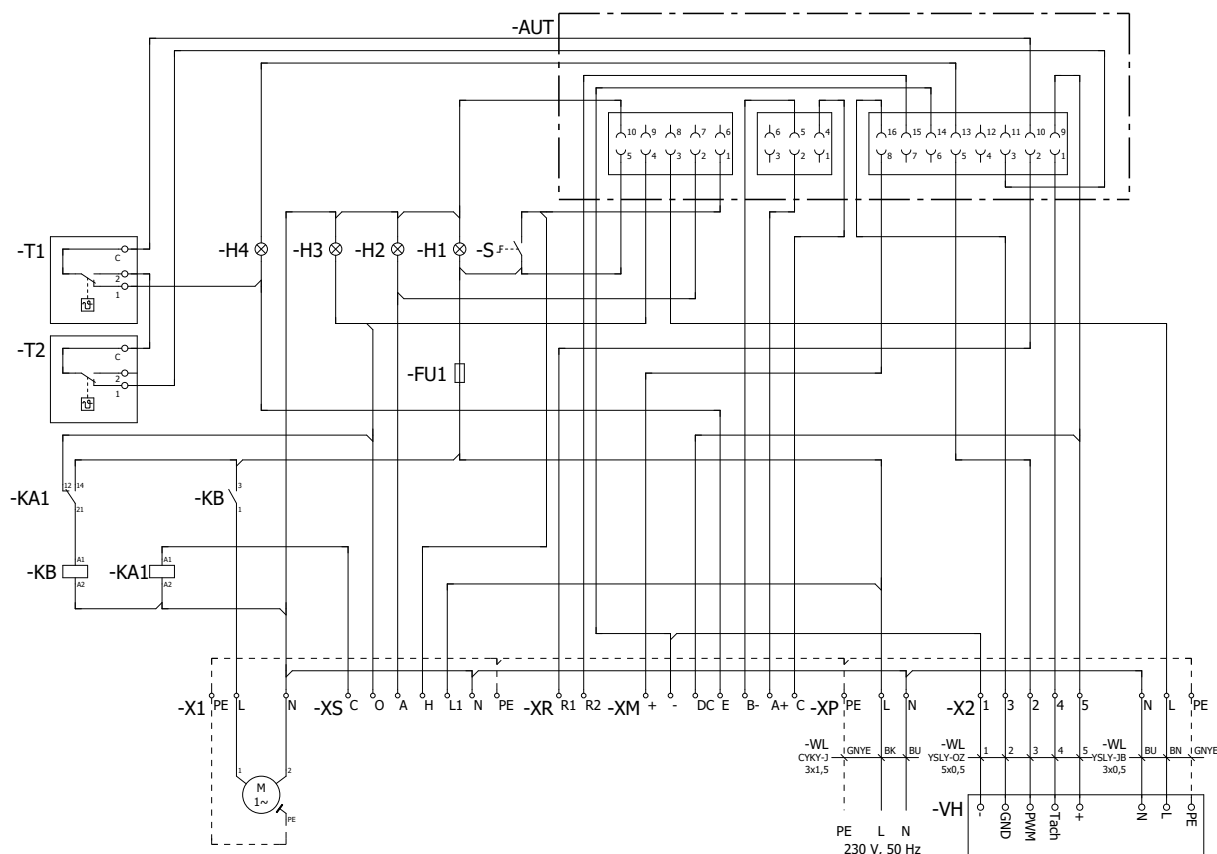 -AUT
10 9 8 7 6
5 4 3 2 1
6 5 4
3 2 1
16 15 14 13 12 11 10 9
8 7 6 5 4 3 2 1
-T1
C
2
1
-H4 -H3 -H2 -H1 -S
-T2
C
2
1
-FU1
-KA1
12 14
21
-KB
3
1
-KB
A1
A2
-KA1
A1
A2
-X1 PE L N -XS C O A H L1 N PE -XR R1 R2 -XM + - DC E B- A+ C -XP PE L N -X2 1 3 2 4 5 N L PE
-WL
CYKY-J
3x1,5
GNYE BK BU
-WL
YSLY-OZ
5x0,5
1 2 3 4 5
-WL
YSLY-JB
3x0,5
BU BN GNYE
1 2
M
1~
PE
-VH
- GND PWM Tach + N L PE
PE L N
230 V, 50 Hz